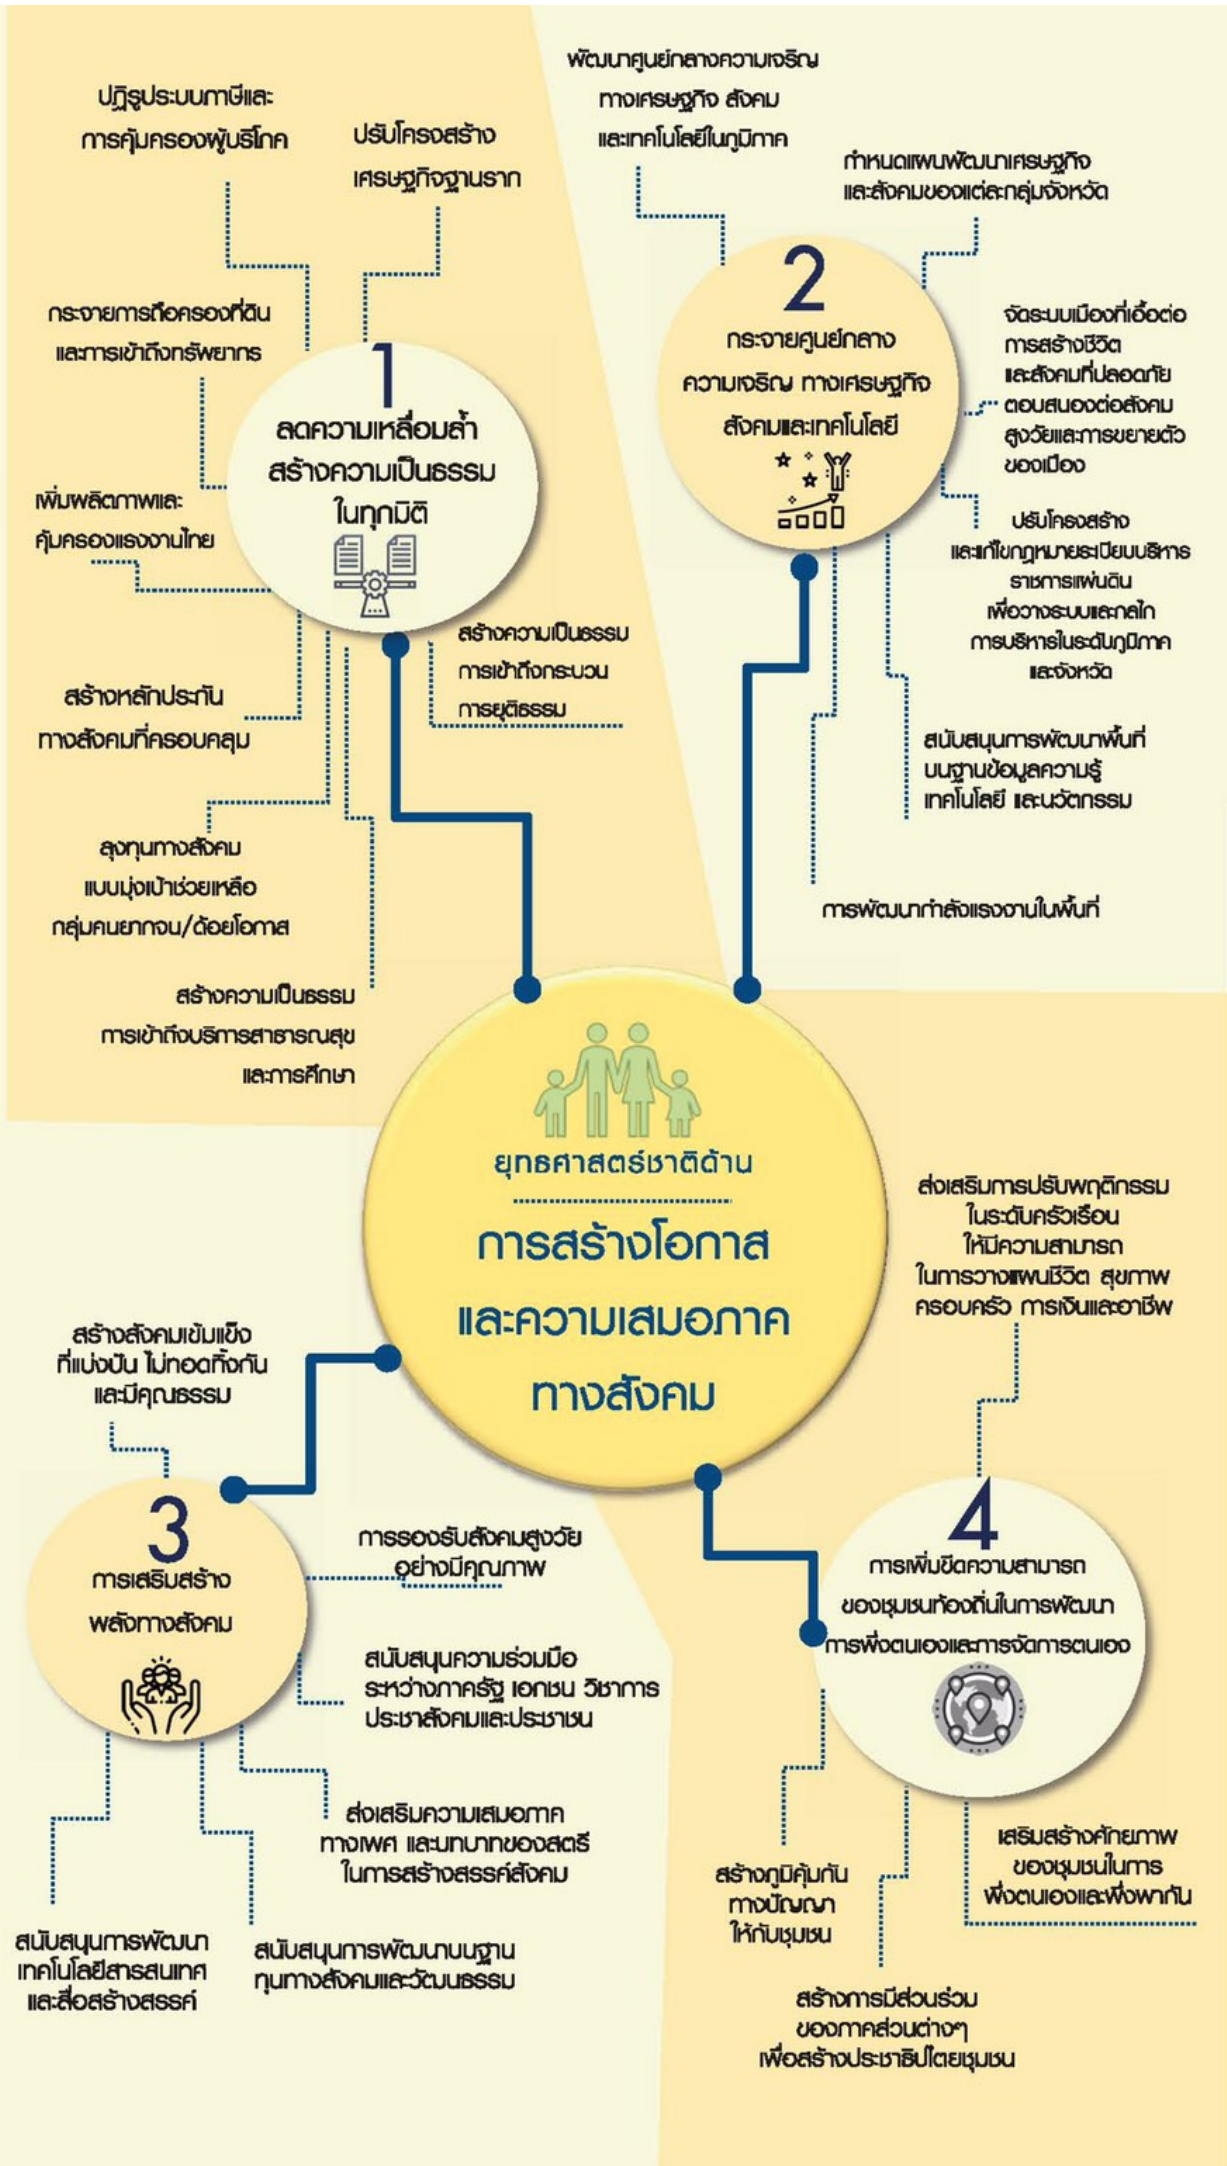 ปฏิรูประบบภาษีและ
การคุ้มครองผู้บริโภค
ปรับโครงสร้าง
เศรษฐกิจฐานราก
กระจายการถือครองที่ดิน
และการเข้าถึงทรัพยากร
1
ลดความเหลื่อมล้ำ
สร้างความเป็นธรรม
ในทุกมิติ
เพิ่มผลิตภาพและ
คุ้มครองแรงงานไทย
สร้างความเป็นธรรม
การเข้าถึงกระบวน
การยุติธรรม
สร้างหลักประกัน
ทางสังคมที่ครอบคลุม
ลงทุนทางสังคม
แบบมุ่งเป้าช่วยเหลือ
กลุ่มคนยากจน/ด้อยโอกาส
สร้างความเป็นธรรม
การเข้าถึงบริการสาธารณสุข
และการศึกษา
พัฒนาศูนย์กลางความเจริญ
ทางเศรษฐกิจ สังคม
และเทคโนโลยีในภูมิภาค
กำหนดแผนพัฒนาเศรษฐกิจ
และสังคมของแต่ละกลุ่มจังหวัด
2
กระจายศูนย์กลาง
ความเจริญ ทางเศรษฐกิจ
สังคมและเทคโนโลยี
จัดระบบเมืองที่เอื้อต่อ
การสร้างชีวิต
และสังคมที่ปลอดภัย
ตอบสนองต่อสังคม
สูงวัยและการขยายตัว
ของเมือง
ปรับโครงสร้าง
และแก้ไขกฎหมายระเบียบบริหาร
ราชการแผ่นดิน
เพื่อวางระบบและกลไก
การบริหารในระดับภูมิภาค
และจังหวัด
สนับสนุนการพัฒนาพื้นที่
บนฐานข้อมูลความรู้
เทคโนโลยี และนวัตกรรม
การพัฒนากำลังแรงงานในพื้นที่
ยุทธศาสตร์ชาติด้าน
การสร้างโอกาส
และความเสมอภาค
ทางสังคม
สร้างสังคมเข้มแข็ง
ที่แบ่งปัน ไม่ทอดทิ้งกัน
และมีคุณธรรม
3
การเสริมสร้าง
พลังทางสังคม
การรองรับสังคมสูงวัย
อย่างมีคุณภาพ
สนับสนุนความร่วมมือ
ระหว่างภาครัฐ เอกชน วิชาการ
ประชาสังคมและประชาชน
ส่งเสริมความเสมอภาค
ทางเพศ และบทบาทของสตรี
ในการสร้างสรรค์สังคม
สนับสนุนการพัฒนา
เทคโนโลยีสารสนเทศ
และสื่อสร้างสรรค์
สนับสนุนการพัฒนาบนฐาน
ทุนทางสังคมและวัฒนธรรม
ส่งเสริมการปรับพฤติกรรม
ในระดับครัวเรือน
ให้มีความสามารถ
ในการวางแผนชีวิต สุขภาพ
ครอบครัว การเงินและอาชีพ
4
การเพิ่มขีดความสามารถ
ของชุมชนท้องถิ่นในการพัฒนา
การพึ่งตนเองและการจัดการตนเอง
สร้างภูมิคุ้มกัน
ทางปัญญา
ให้กับชุมชน
เสริมสร้างศักยภาพ
ของชุมชนในการ
พึ่งตนเองและพึ่งพากัน
สร้างการมีส่วนร่วม
ของภาคส่วนต่างๆ
เพื่อสร้างประชาธิปไตยชุมชน